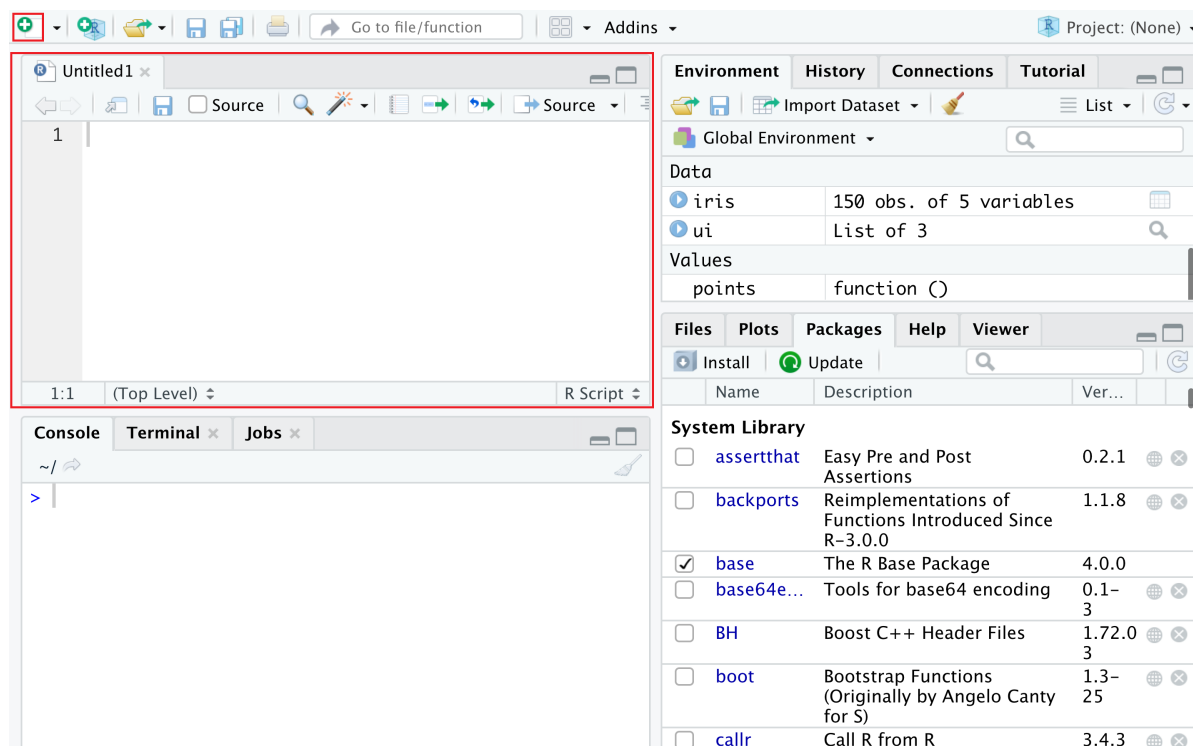 Go to file/function
Addins
Project: (None)
Untitled1
Source
Source
1
1:1 (Top Level) R Script
Console Terminal Jobs
~/
>
Environment History Connections Tutorial
Import Dataset List
Global Environment
Data
iris 150 obs. of 5 variables
ui List of 3
Values
points function ()
Files Plots Packages Help Viewer
Install Update
Name Description Ver...
System Library
assertthat Easy Pre and Post 0.2.1
Assertions
backports Reimplementations of 1.1.8
Functions Introduced Since
R-3.0.0
base The R Base Package 4.0.0
base64e... Tools for base64 encoding 0.1-
3
BH Boost C++ Header Files 1.72.0
3
boot Bootstrap Functions 1.3-
(Originally by Angelo Canty 25
for S)
callr Call R from R 3.4.3